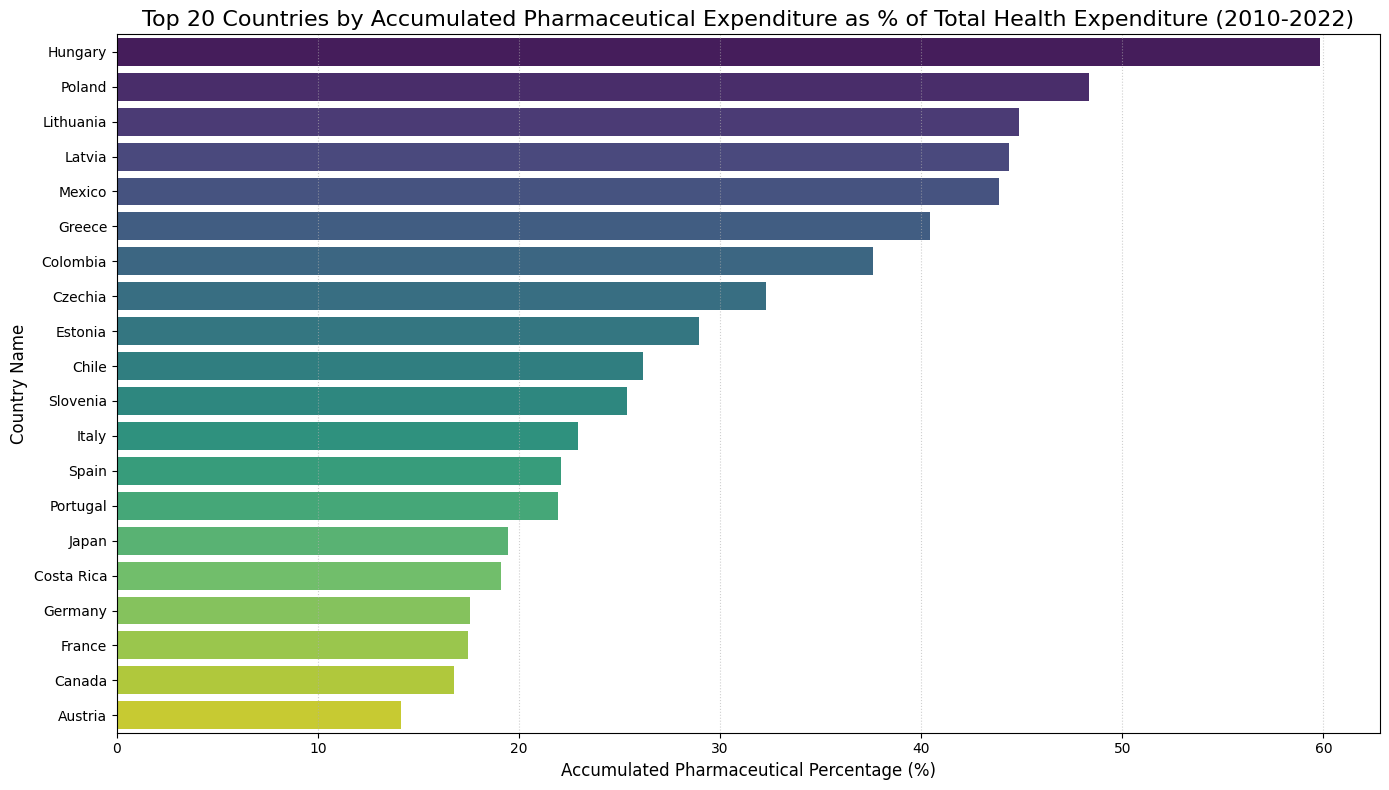 Top 20 Countries by Accumulated Pharmaceutical Expenditure as % of Total Health Expenditure (2010-2022)
Country Name
Hungary
Poland
Lithuania
Latvia
Mexico
Greece
Colombia
Czechia
Estonia
Chile
Slovenia
Italy
Spain
Portugal
Japan
Costa Rica
Germany
France
Canada
Austria
0 10 20 30 40 50 60
Accumulated Pharmaceutical Percentage (%)